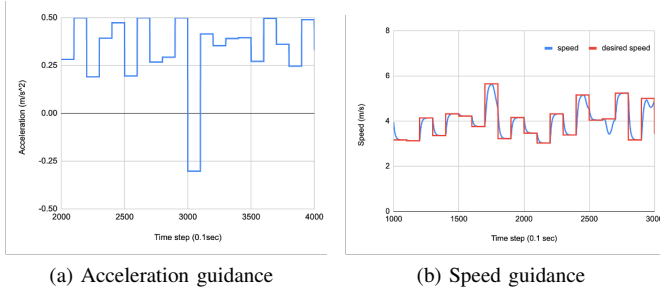 0.50
0.25
0.00
-0.25
-0.50
Acceleration (m/s^2)
2000 2500 3000 3500 4000
Time step (0.1sec)
(a) Acceleration guidance
speed desired speed
8
6
4
2
0
Speed (m/s)
1000 1500 2000 2500 300
Time step (0.1 sec)
(b) Speed guidance